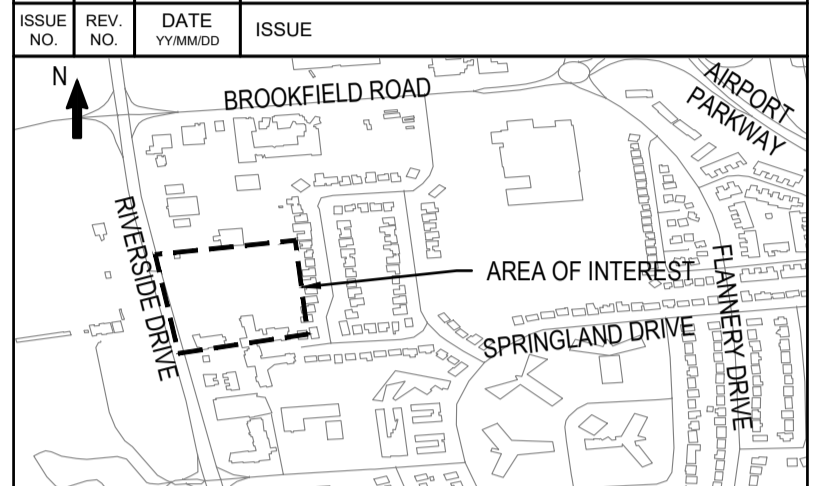 ISSUE NO.
REV. NO.
DATE
YY/MM/DD
ISSUE
N
BROOKFIELD ROAD
AIRPORT
PARKWAY
RIVERSIDE DRIVE
AREA OF INTEREST
FLANNERY DRIVE
SPRINGLAND DRIVE